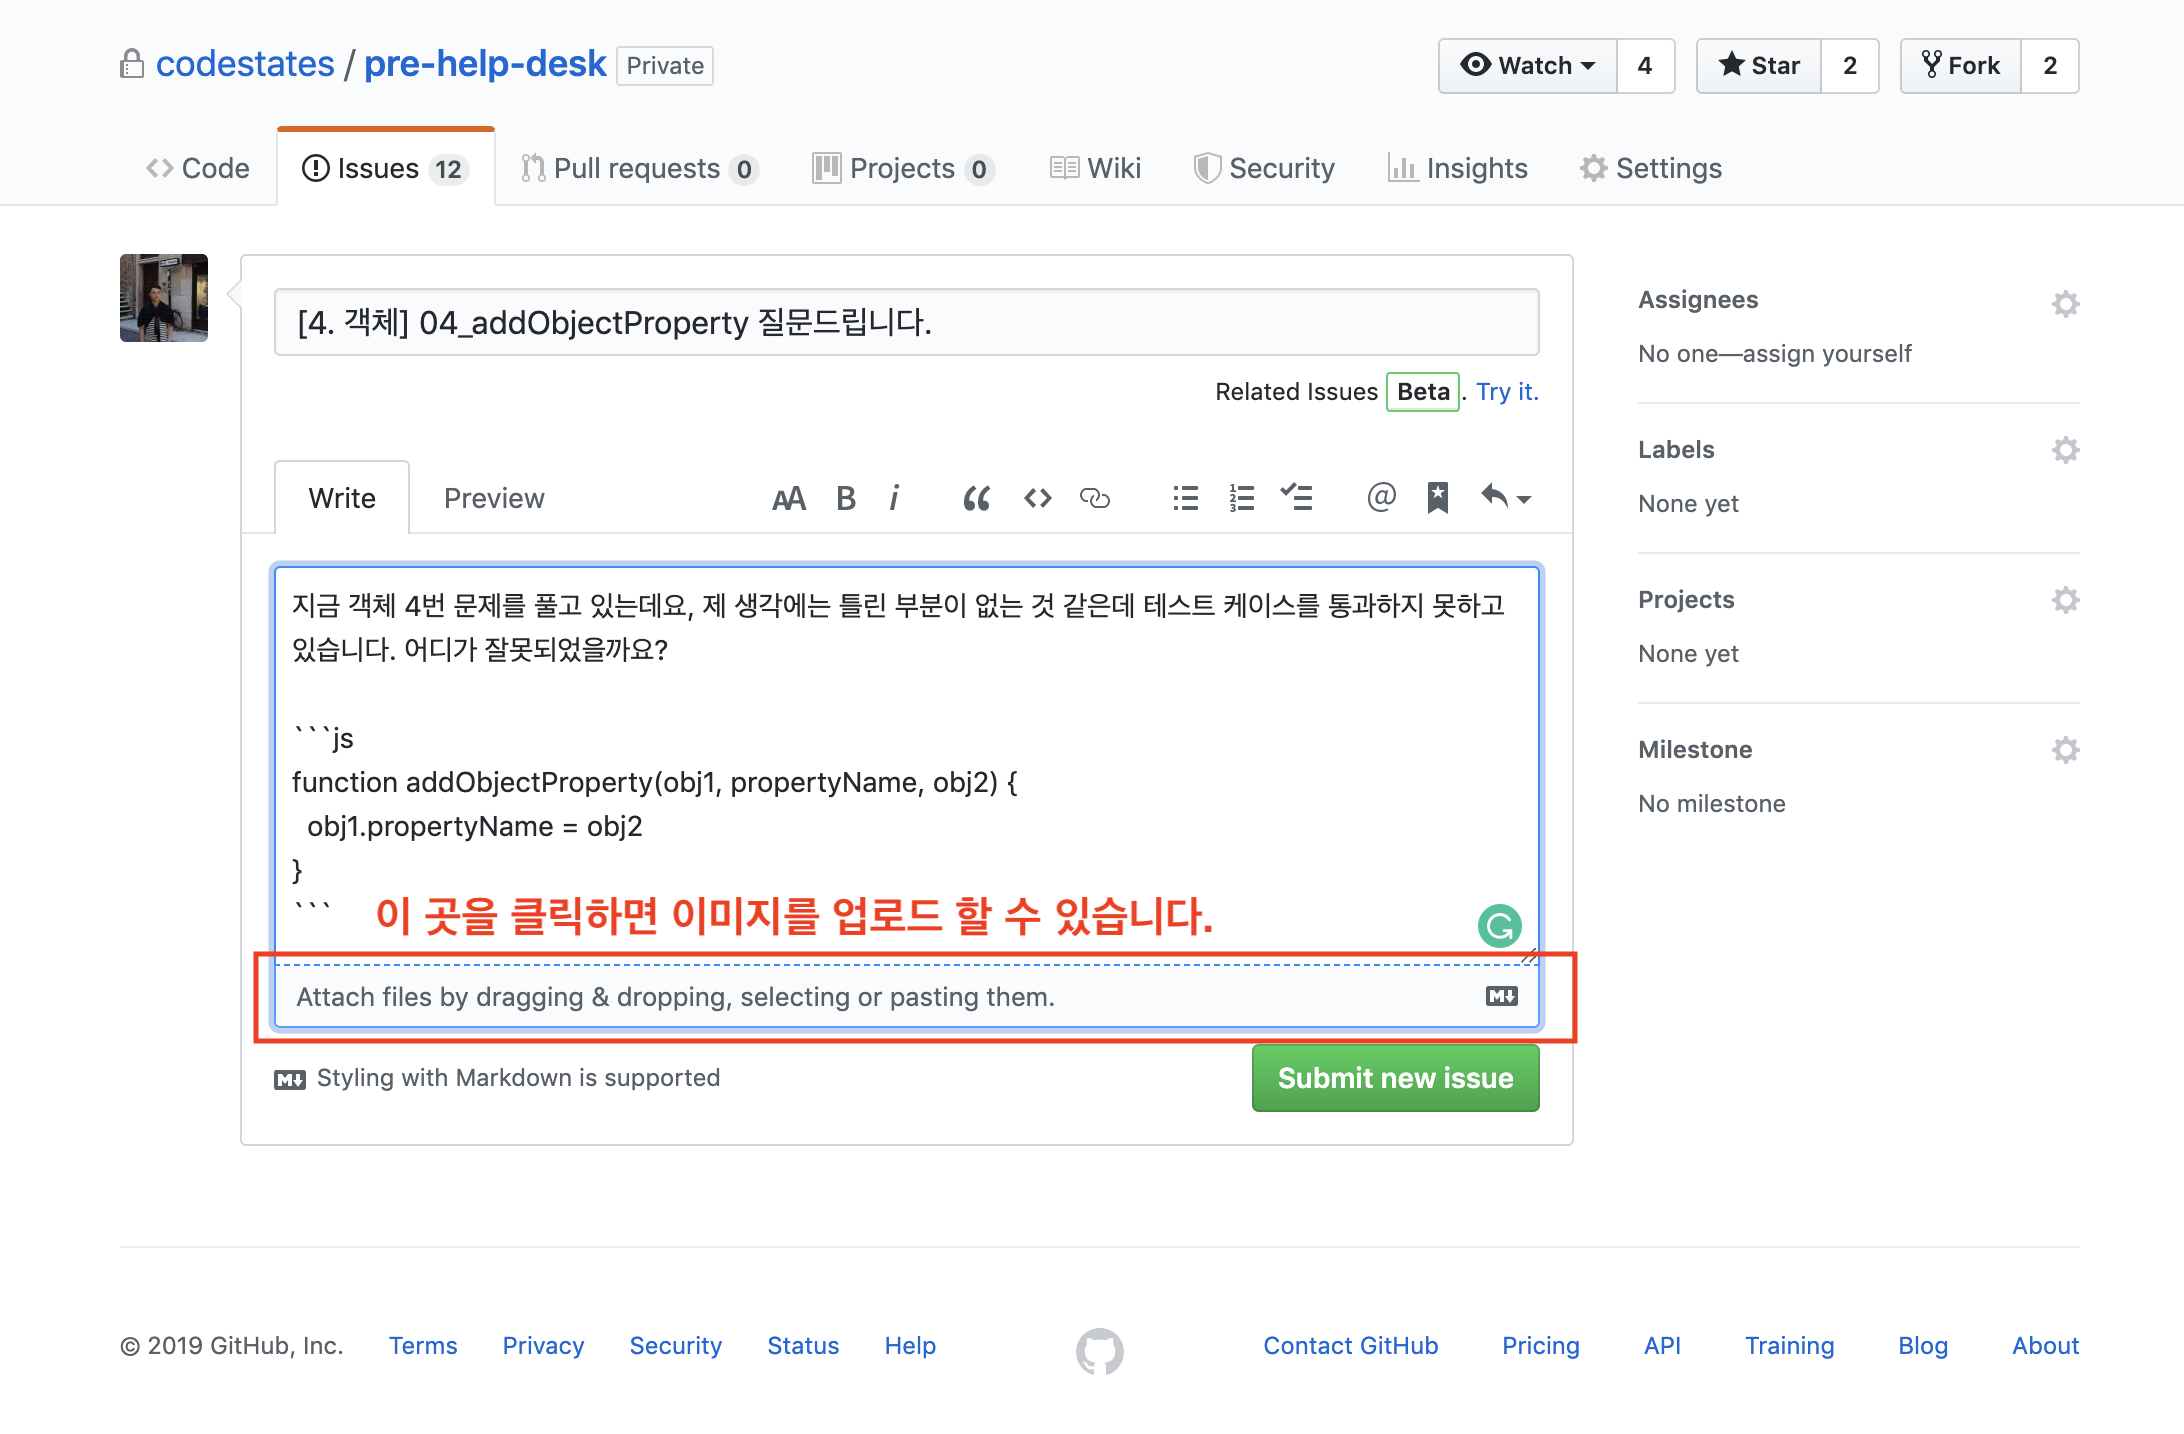 codestates / pre-help-desk Private
Watch 4 Star 2 Fork 2
Code Issues 12 Pull requests 0 Projects 0 Wiki Security Insights Settings
[4. 객체] 04_addObjectProperty 질문드립니다.
Related Issues Beta . Try it.
Write Preview
지금 객체 4번 문제를 풀고 있는데요, 제 생각에는 틀린 부분이 없는 것 같은데 테스트 케이스를 통과하지 못하고
있습니다. 어디가 잘못되었을까요?
```js
function addObjectProperty(obj1, propertyName, obj2) {
obj1.propertyName = obj2
}
```
이 곳을 클릭하면 이미지를 업로드 할 수 있습니다.
Attach files by dragging & dropping, selecting or pasting them.
Styling with Markdown is supported
Submit new issue
Assignees
No one—assign yourself
Labels
None yet
Projects
None yet
Milestone
No milestone
© 2019 GitHub, Inc. Terms Privacy Security Status Help Contact GitHub Pricing API Training Blog About